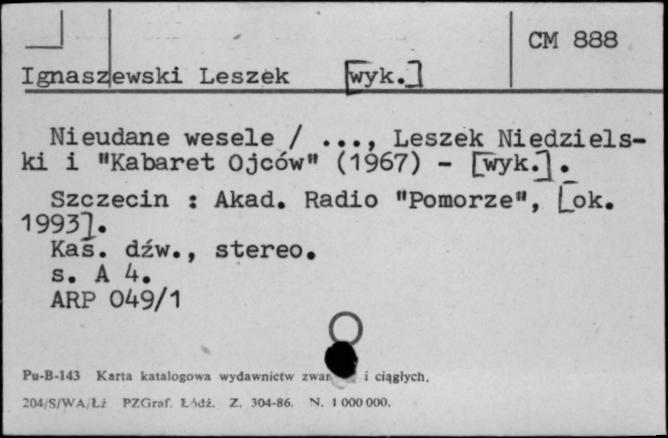 CM 888
Ignaszewski Leszek [wyk.]
Nieudane wesele / ..., Leszek Niedziels-
ki i "Kabaret Ojców" (1967) - [wyk.].
Szczecin : Akad. Radio "Pomorze", [ok.
1993].
Kas. dźw., stereo.
s. A 4.
ARP 049/1
Pu-B-143 Karta katalogowa wydawnictw i ciągłych.
204/S/WA/Łż PZGraf. Łódź. Z. 304-86. N. 1 000 000.